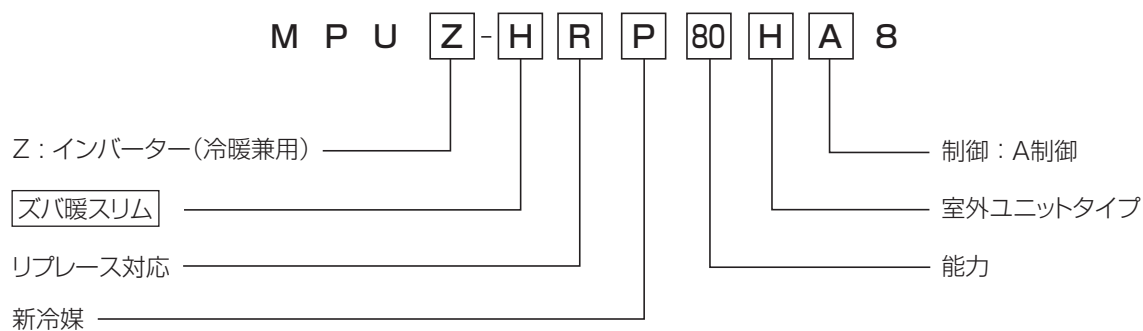 M P U Z-H R P 80 H A 8
Z:インバーター(冷暖兼用)
制御:A制御
ズバ暖スリム
室外ユニットタイプ
リプレース対応
能力
新冷媒